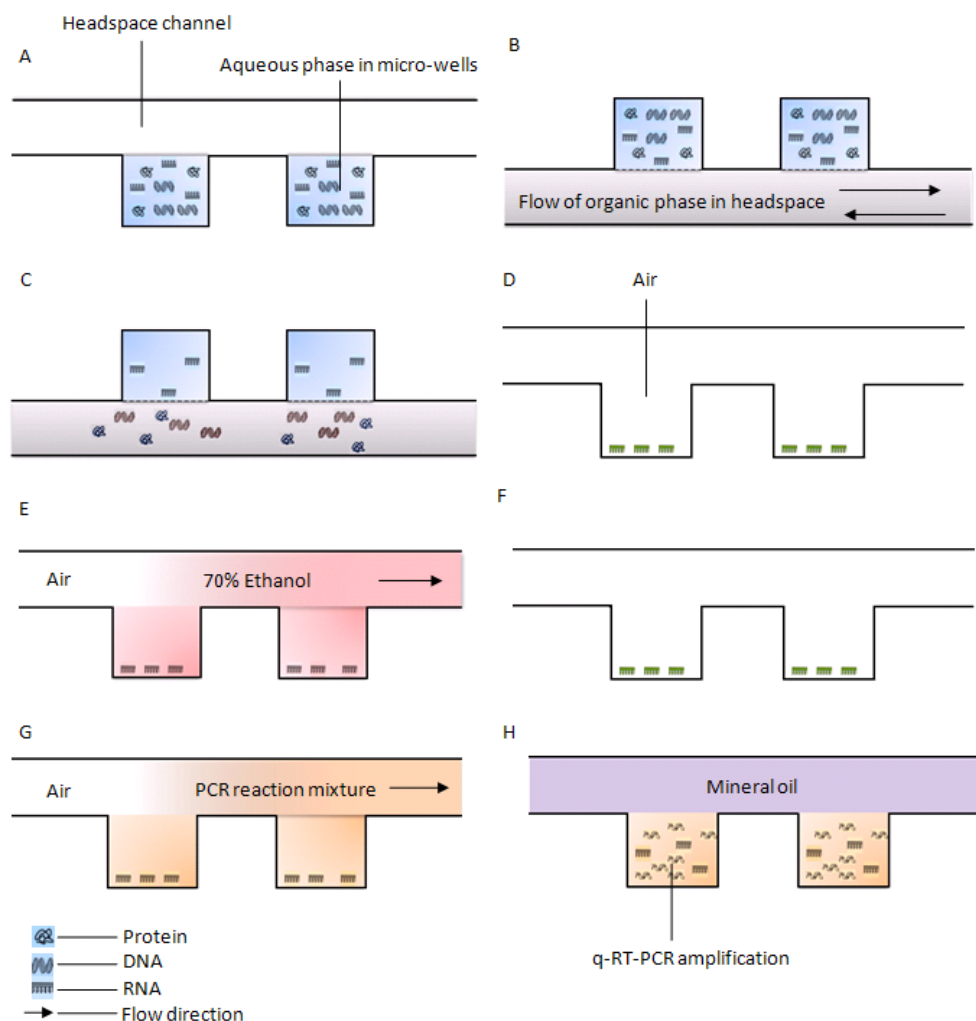 Headspace channel
A
Aqueous phase in micro-wells
B
Flow of organic phase in headspace
C
D
Air
E
Air
70% Ethanol
F
G
Air
PCR reaction mixture
H
Mineral oil
q-RT-PCR amplification
Protein
DNA
RNA
Flow direction